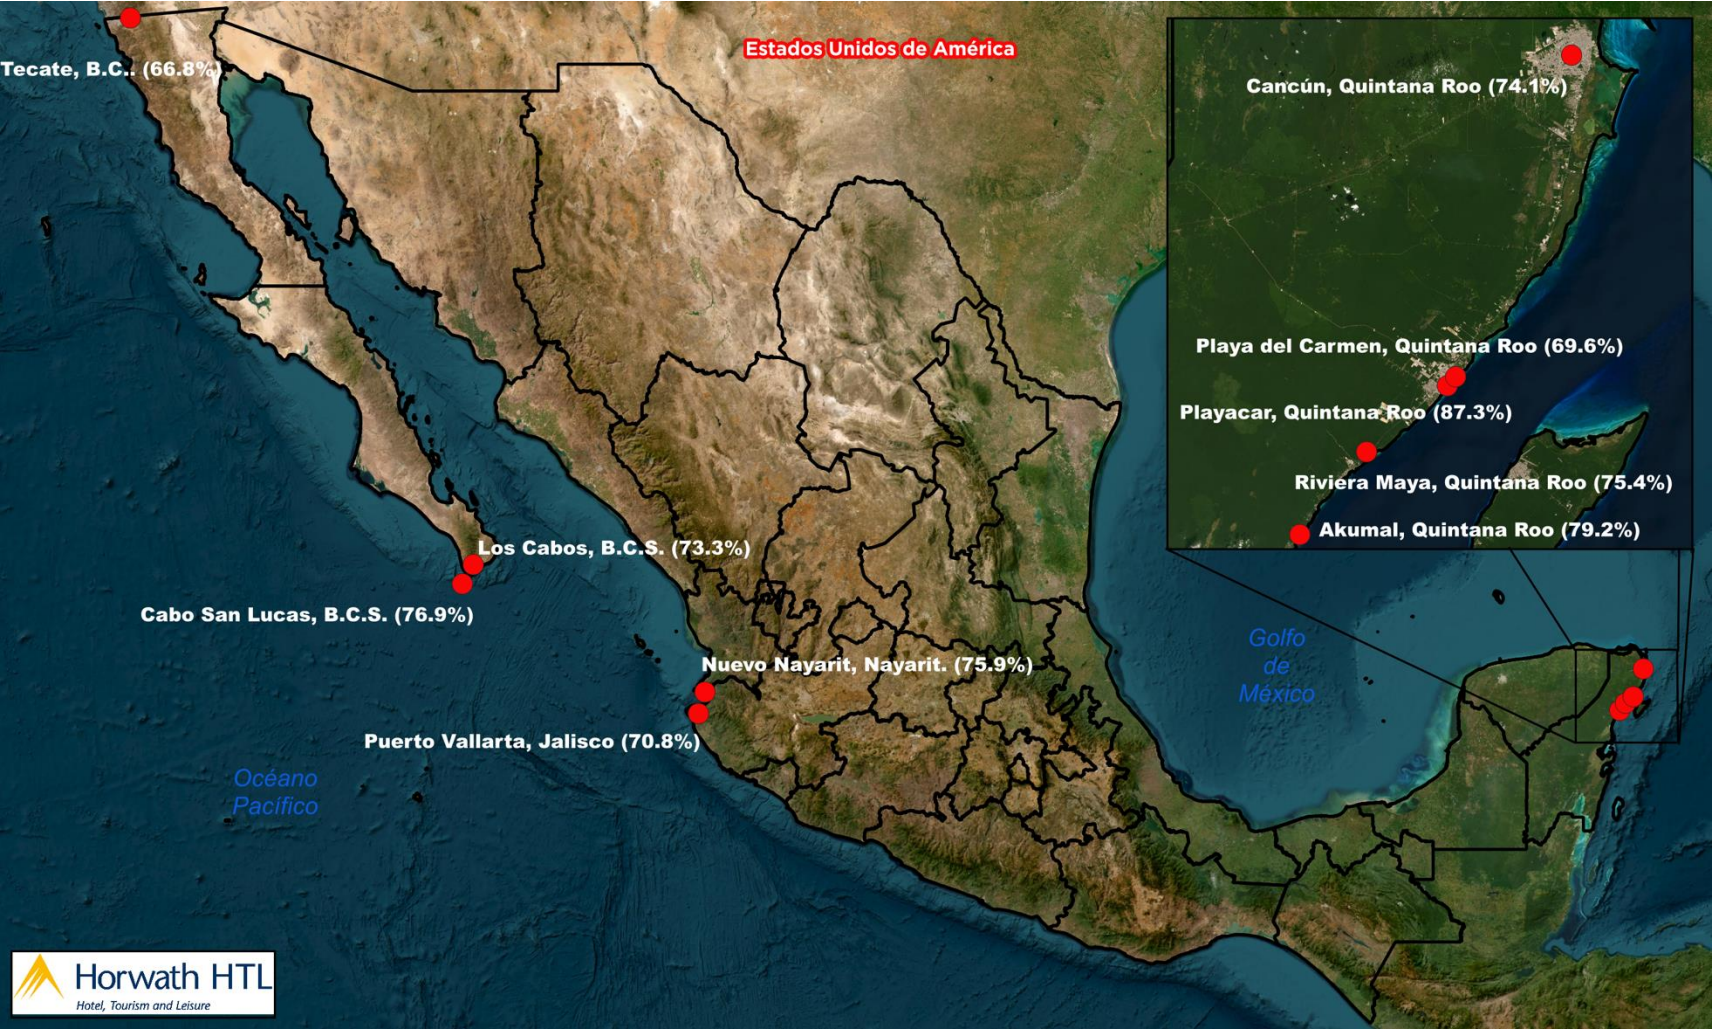 Estados Unidos de América
Tecate, B.C.. (66.8%)
Cancún, Quintana Roo (74.1%)
Playa del Carmen, Quintana Roo (69.6%)
Playacar, Quintana Roo (87.3%)
Riviera Maya, Quintana Roo (75.4%)
Akumal, Quintana Roo (79.2%)
Los Cabos, B.C.S. (73.3%)
Cabo San Lucas, B.C.S. (76.9%)
Nuevo Nayarit, Nayarit. (75.9%)
Puerto Vallarta, Jalisco (70.8%)
Golfo
de
México
Océano
Pacífico
Horwath HTL
Hotel, Tourism and Leisure